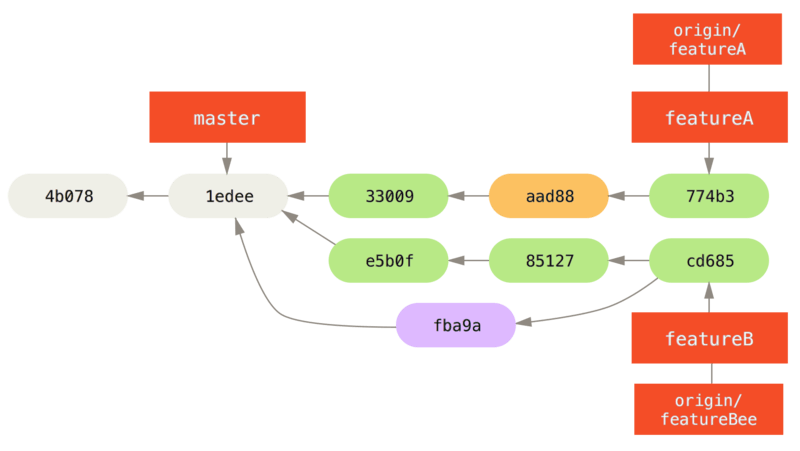 origin/
featureA
master
featureA
4b078
1edee
33009
aad88
774b3
e5b0f
85127
cd685
fba9a
featureB
origin/
featureBee